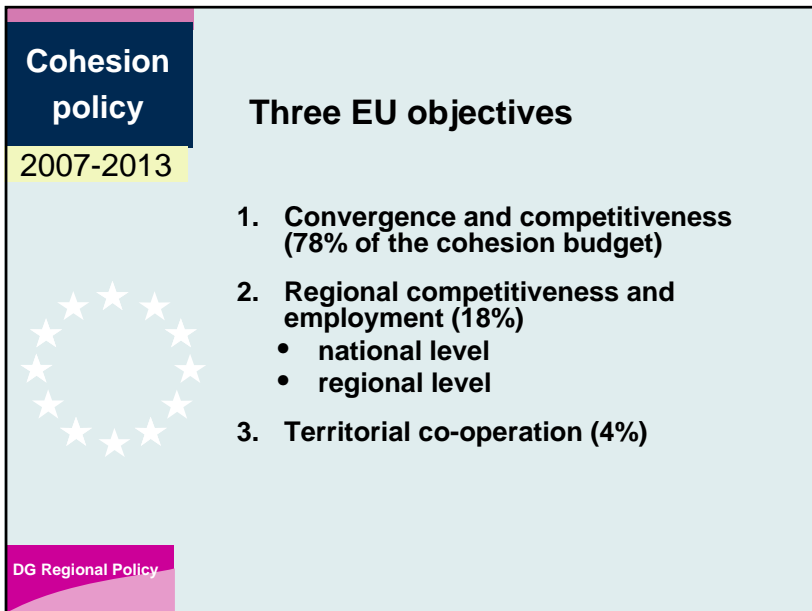 Cohesion
policy
2007-2013
Three EU objectives
1. Convergence and competitiveness
(78% of the cohesion budget)
2. Regional competitiveness and
employment (18%)
• national level
• regional level
3. Territorial co-operation (4%)
DG Regional Policy